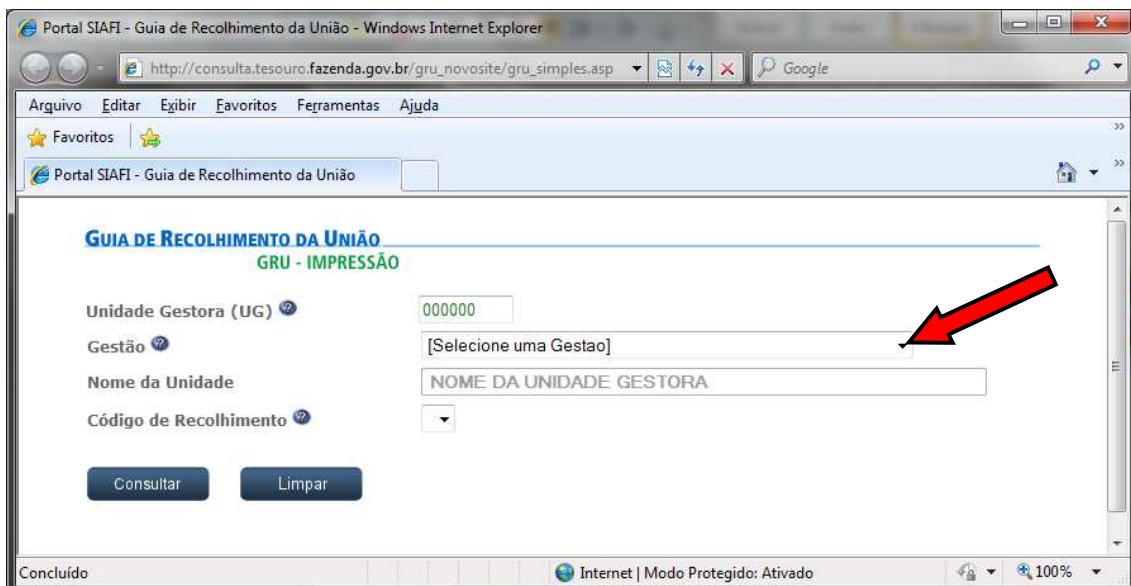 Portal SIAFI - Guia de Recolhimento da União - Windows Internet Explorer
http://consulta.tesouro.fazenda.gov.br/gru_novosite/gru_simples.asp Google
Arquivo Editar Exibir Favoritos Ferramentas Ajuda
Favoritos
Portal SIAFI - Guia de Recolhimento da União
GUIA DE RECOLHIMENTO DA UNIÃO
GRU - IMPRESSÃO
Unidade Gestora (UG) 000000
Gestão [Selecione uma Gestao]
Nome da Unidade NOME DA UNIDADE GESTORA
Código de Recolhimento
Consultar Limpar
Concluído Internet | Modo Protegido: Ativado 100%